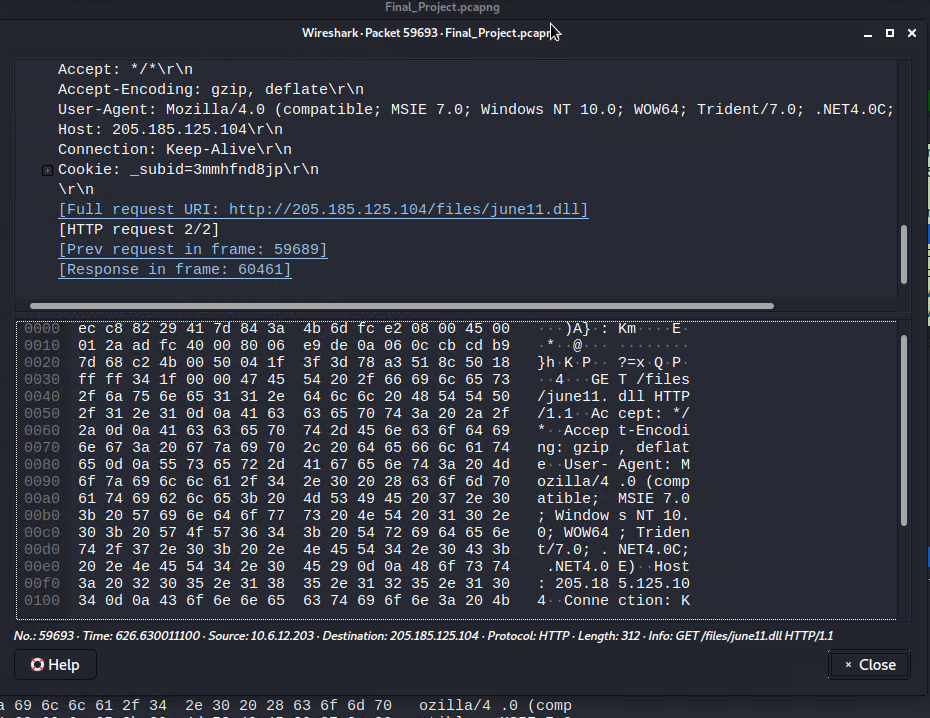 Final_Project.pcapng
Wireshark · Packet 59693 · Final_Project.pcapn
Accept: */*\r\n
Accept-Encoding: gzip, deflate\r\n
User-Agent: Mozilla/4.0 (compatible; MSIE 7.0; Windows NT 10.0; WOW64; Trident/7.0; .NET4.0C;
Host: 205.185.125.104\r\n
Connection: Keep-Alive\r\n
Cookie: _subid=3mmhfnd8jp\r\n
\r\n
[Full request URI: http://205.185.125.104/files/june11.dll]
[HTTP request 2/2]
[Prev request in frame: 59689]
[Response in frame: 60461]
0000 ec c8 82 29 41 7d 84 3a 4b 6d fc e2 08 00 45 00 ···)A}·: Km····E·
0010 01 2a ad fc 40 00 80 06 e9 de 0a 06 0c cb cd b9 ·*··@··· ········
0020 7d 68 c2 4b 00 50 04 1f 3f 3d 78 a3 51 8c 50 18 }h·K·P·· ?=x·Q·P·
0030 ff ff 34 1f 00 00 47 45 54 20 2f 66 69 6c 65 73 ··4···GE T /files
0040 2f 6a 75 6e 65 31 31 2e 64 6c 6c 20 48 54 54 50 /june11. dll HTTP
0050 2f 31 2e 31 0d 0a 41 63 63 65 70 74 3a 20 2a 2f /1.1··Ac cept: */
0060 2a 0d 0a 41 63 63 65 70 74 2d 45 6e 63 6f 64 69 *··Accep t-Encodi
0070 6e 67 3a 20 67 7a 69 70 2c 20 64 65 66 6c 61 74 ng: gzip , deflat
0080 65 0d 0a 55 73 65 72 2d 41 67 65 6e 74 3a 20 4d e··User- Agent: M
0090 6f 7a 69 6c 6c 61 2f 34 2e 30 20 28 63 6f 6d 70 ozilla/4 .0 (comp
00a0 61 74 69 62 6c 65 3b 20 4d 53 49 45 20 37 2e 30 atible; MSIE 7.0
00b0 3b 20 57 69 6e 64 6f 77 73 20 4e 54 20 31 30 2e ; Window s NT 10.
00c0 30 3b 20 57 4f 57 36 34 3b 20 54 72 69 64 65 6e 0; WOW64 ; Triden
00d0 74 2f 37 2e 30 3b 20 2e 4e 45 54 34 2e 30 43 3b t/7.0; . NET4.0C;
00e0 20 2e 4e 45 54 34 2e 30 45 29 0d 0a 48 6f 73 74 .NET4.0 E)··Host
00f0 3a 20 32 30 35 2e 31 38 35 2e 31 32 35 2e 31 30 : 205.18 5.125.10
0100 34 0d 0a 43 6f 6e 6e 65 63 74 69 6f 6e 3a 20 4b 4··Conne ction: K
No.: 59693 · Time: 626.630011100 · Source: 10.6.12.203 · Destination: 205.185.125.104 · Protocol: HTTP · Length: 312 · Info: GET /files/june11.dll HTTP/1.1
Help
Close
69 6c 6c 61 2f 34 2e 30 20 28 63 6f 6d 70 ozilla/4 .0 (comp